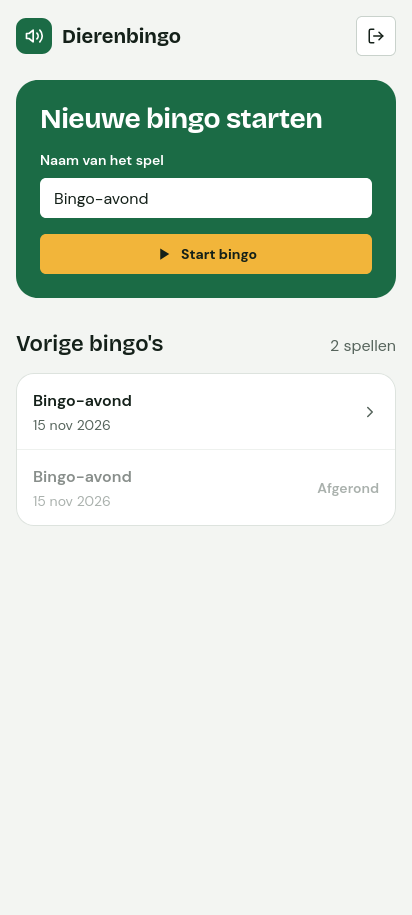 Dierenbingo
Nieuwe bingo starten
Naam van het spel
Bingo-avond
Start bingo
Vorige bingo's
2 spellen
Bingo-avond
15 nov 2026
Bingo-avond
15 nov 2026
Afgerond